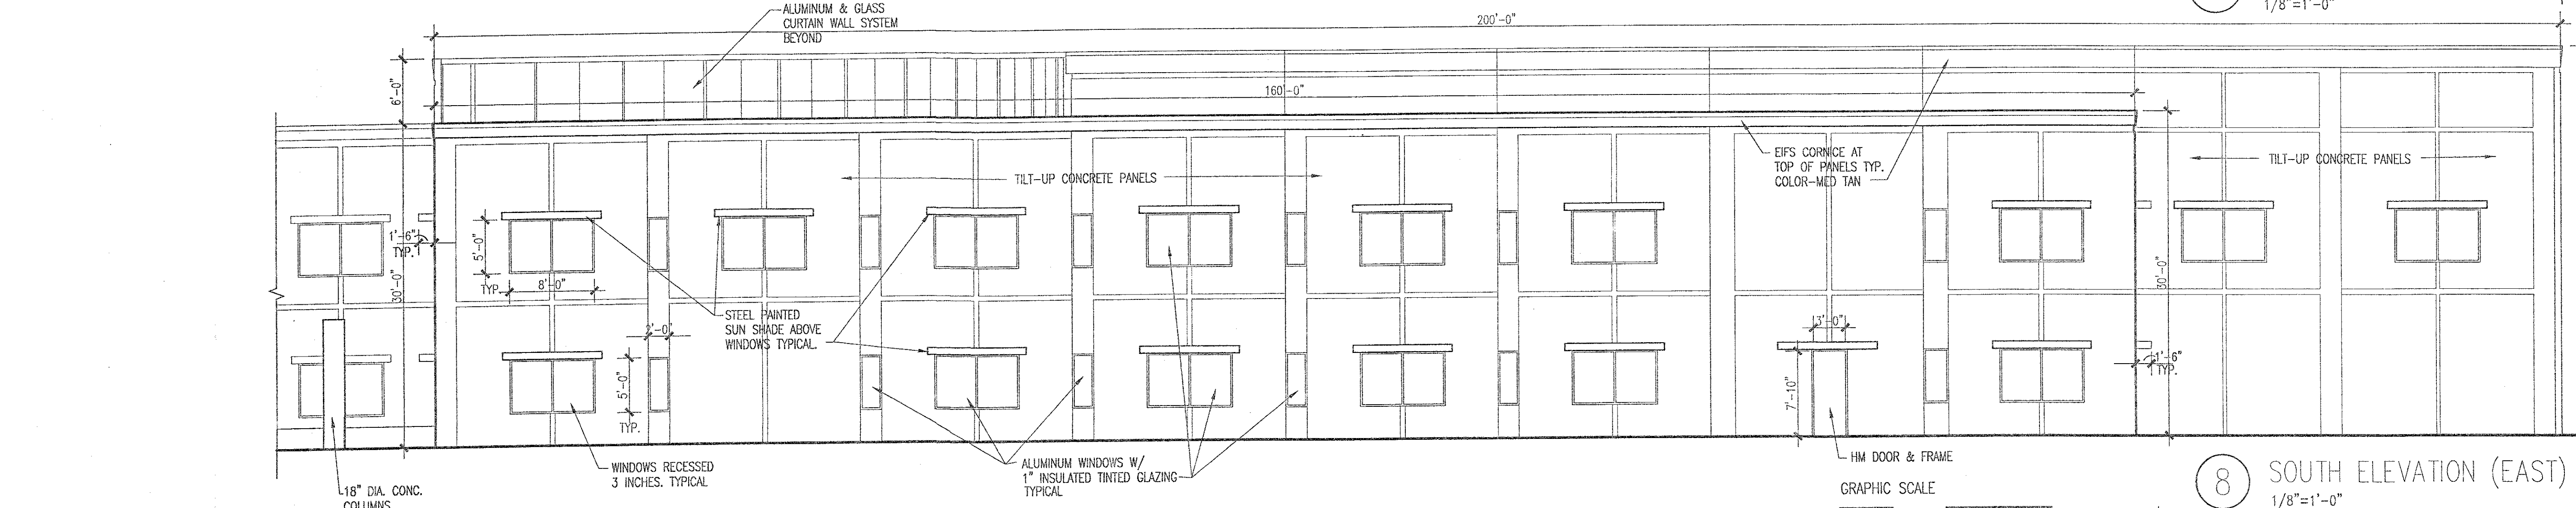 ALUMINUM & GLASS
CURTAIN WALL SYSTEM
BEYOND
200'-0"
1/8"=1'-0"
6'-0"
160'-0"
EIFS CORNICE AT
TOP OF PANELS TYP.
COLOR-MED TAN
TILT-UP CONCRETE PANELS
TILT-UP CONCRETE PANELS
1'-6"
TYP.
5'-0"
TYP.
8'-0"
30'-0"
30'-0"
STEEL PAINTED
SUN SHADE ABOVE
WINDOWS TYPICAL.
2'-0"
3'-0"
5'-0"
TYP.
7'-10"
1'-6"
TYP.
WINDOWS RECESSED
3 INCHES. TYPICAL
ALUMINUM WINDOWS W/
1" INSULATED TINTED GLAZING
TYPICAL
HM DOOR & FRAME
18" DIA. CONC.
COLUMNS
GRAPHIC SCALE
8
SOUTH ELEVATION (EAST)
1/8"=1'-0"